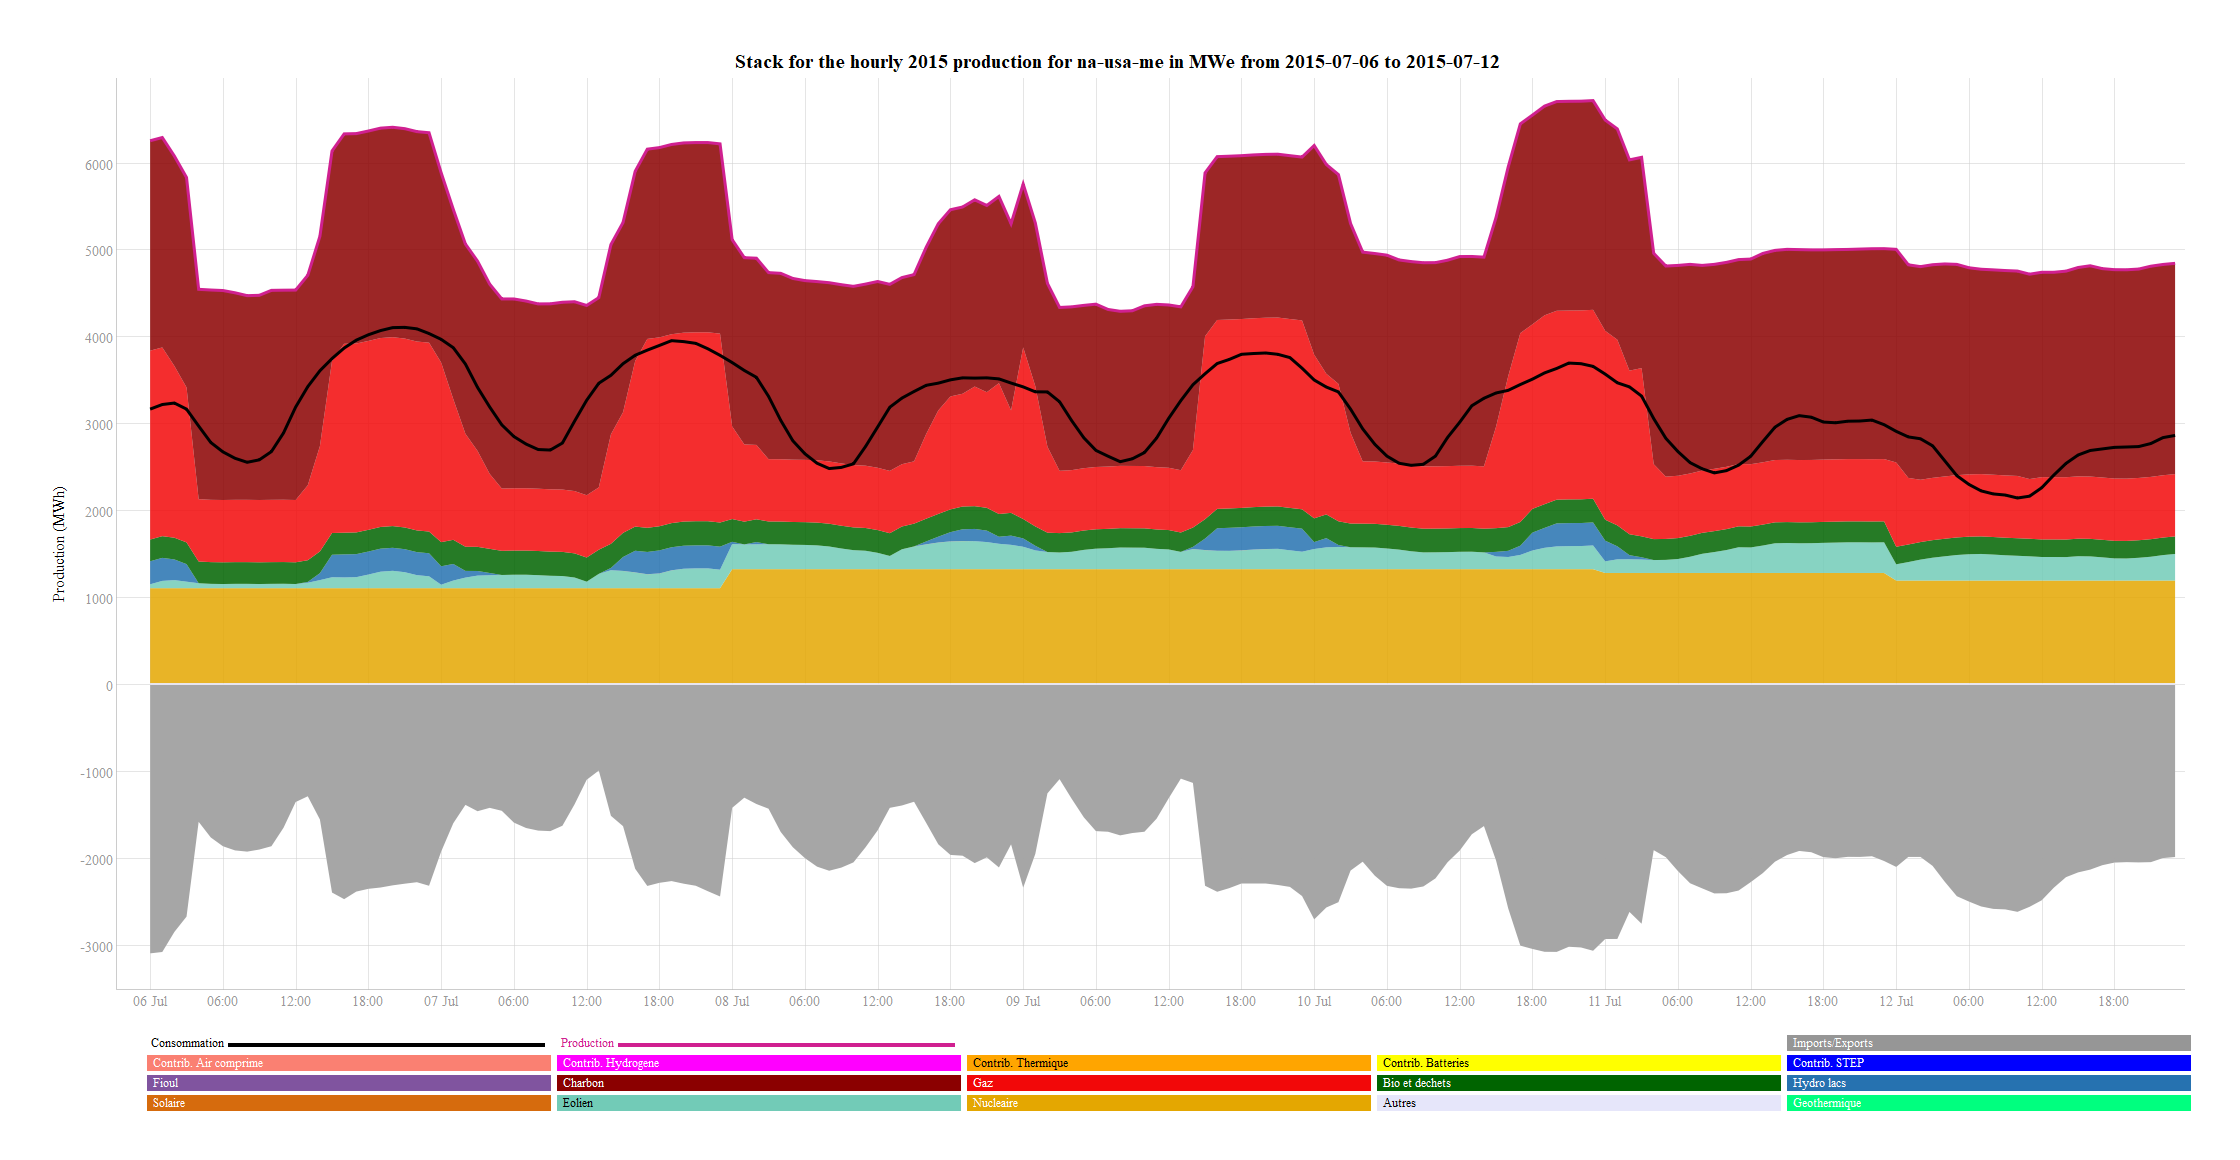 Stack for the hourly 2015 production for na-usa-me in MWe from 2015-07-06 to 2015-07-12
Production (MWh)
6000
5000
4000
3000
2000
1000
0
-1000
-2000
-3000
06 Jul 06:00 12:00 18:00 07 Jul 06:00 12:00 18:00 08 Jul 06:00 12:00 18:00 09 Jul 06:00 12:00 18:00 10 Jul 06:00 12:00 18:00 11 Jul 06:00 12:00 18:00 12 Jul 06:00 12:00 18:00
Consommation Production Imports/Exports
Contrib. Air comprime Contrib. Hydrogene Contrib. Thermique Contrib. Batteries Contrib. STEP
Fioul Charbon Gaz Bio et dechets Hydro lacs
Solaire Eolien Nucleaire Autres Geothermique